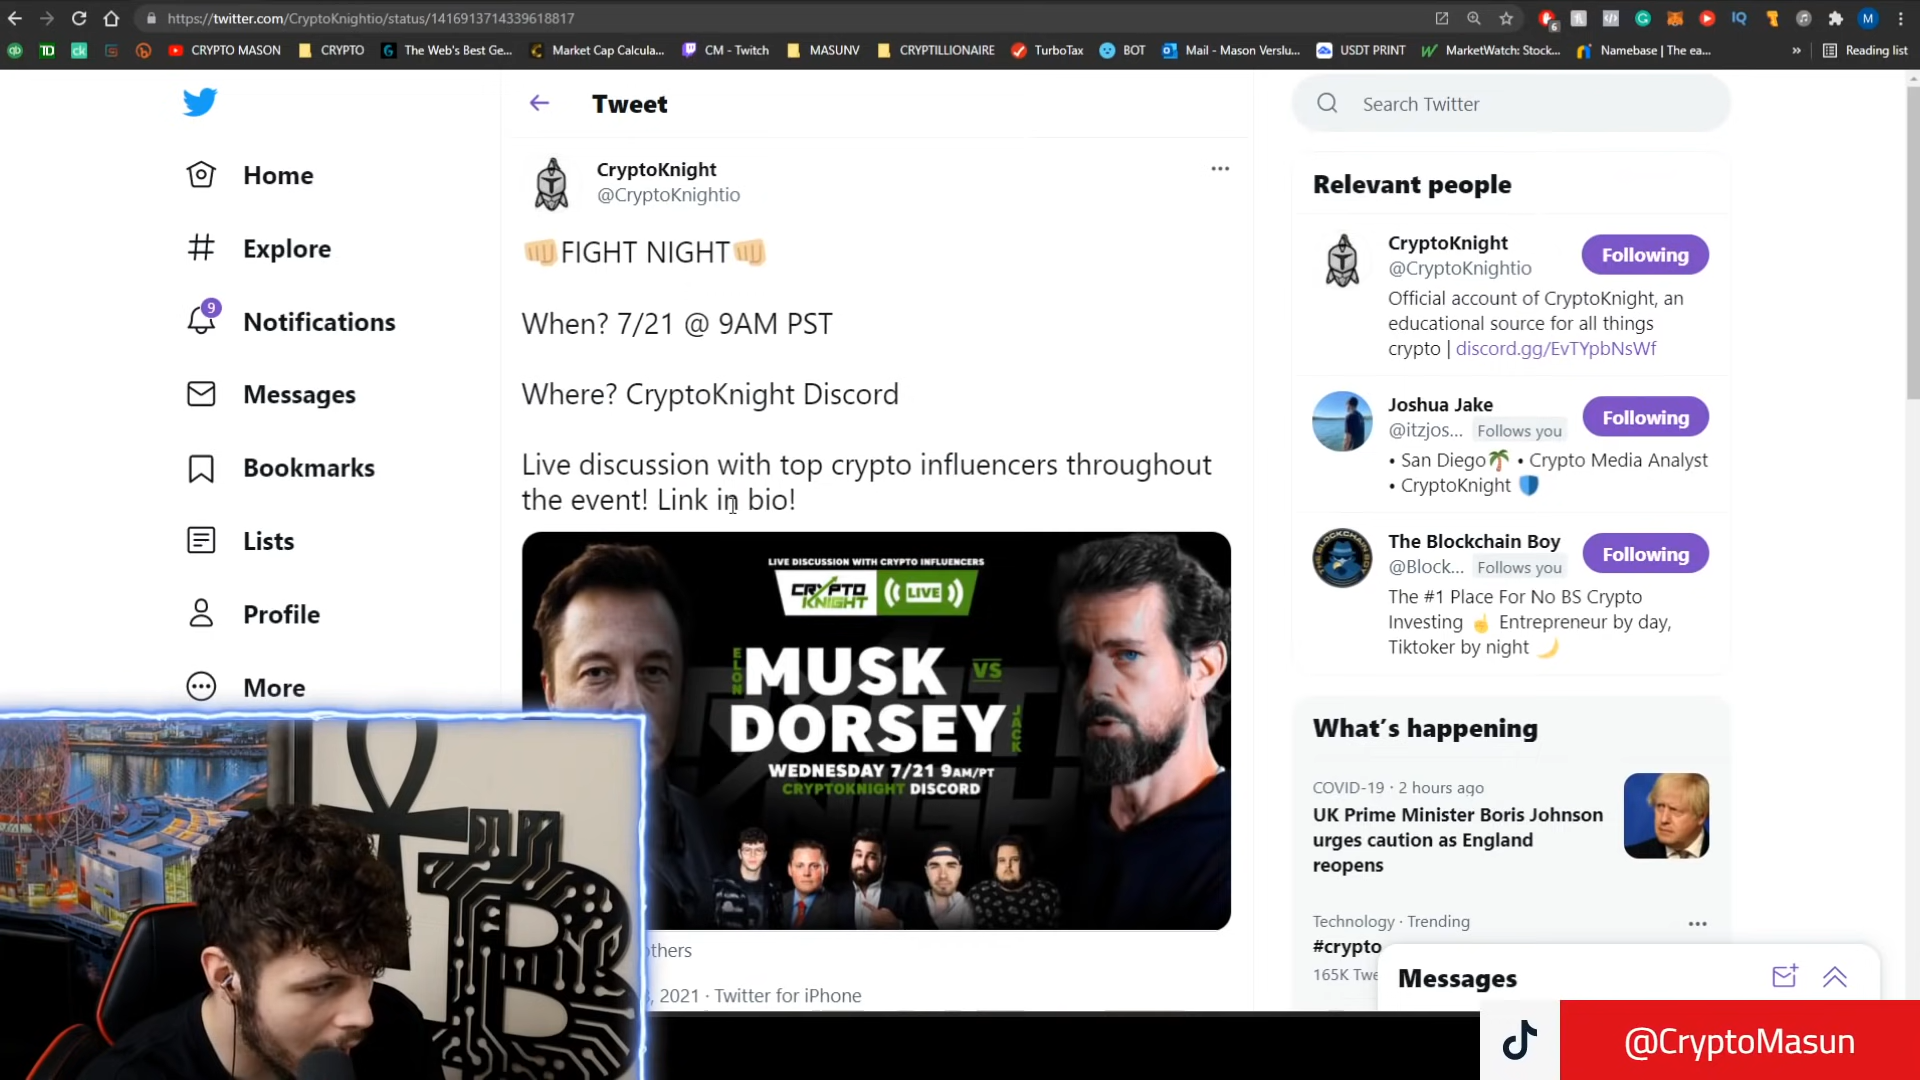 https://twitter.com/CryptoKnightio/status/1416913714339618817
6
IQ
M
TD
ck
CRYPTO MASON
CRYPTO
The Web's Best Ge...
Market Cap Calcula...
CM - Twitch
MASUNV
CRYPTILLIONAIRE
TurboTax
BOT
Mail - Mason Verslu...
USDT PRINT
MarketWatch: Stock...
Namebase | The ea...
»
Reading list
Home
Explore
9
Notifications
Messages
Bookmarks
Lists
Profile
More
Tweet
CryptoKnight
@CryptoKnightio
👊🏻FIGHT NIGHT👊🏻
When? 7/21 @ 9AM PST
Where? CryptoKnight Discord
Live discussion with top crypto influencers throughout
the event! Link in bio!
LIVE DISCUSSION WITH CRYPTO INFLUENCERS
CRYPTO
KNIGHT
LIVE
ELON
MUSK
VS
DORSEY
JACK
WEDNESDAY 7/21 9AM/PT
CRYPTOKNIGHT DISCORD
thers
, 2021 · Twitter for iPhone
Search Twitter
Relevant people
CryptoKnight
@CryptoKnightio
Following
Official account of CryptoKnight, an
educational source for all things
crypto | discord.gg/EvTYpbNsWf
Joshua Jake
@itzjos... Follows you
Following
• San Diego🌴 • Crypto Media Analyst
• CryptoKnight 🛡️
The Blockchain Boy
@Block... Follows you
Following
The #1 Place For No BS Crypto
Investing ☝️ Entrepreneur by day,
Tiktoker by night 🌙
What's happening
COVID-19 · 2 hours ago
UK Prime Minister Boris Johnson
urges caution as England
reopens
Technology · Trending
#crypto
165K Twe
Messages
@CryptoMasun